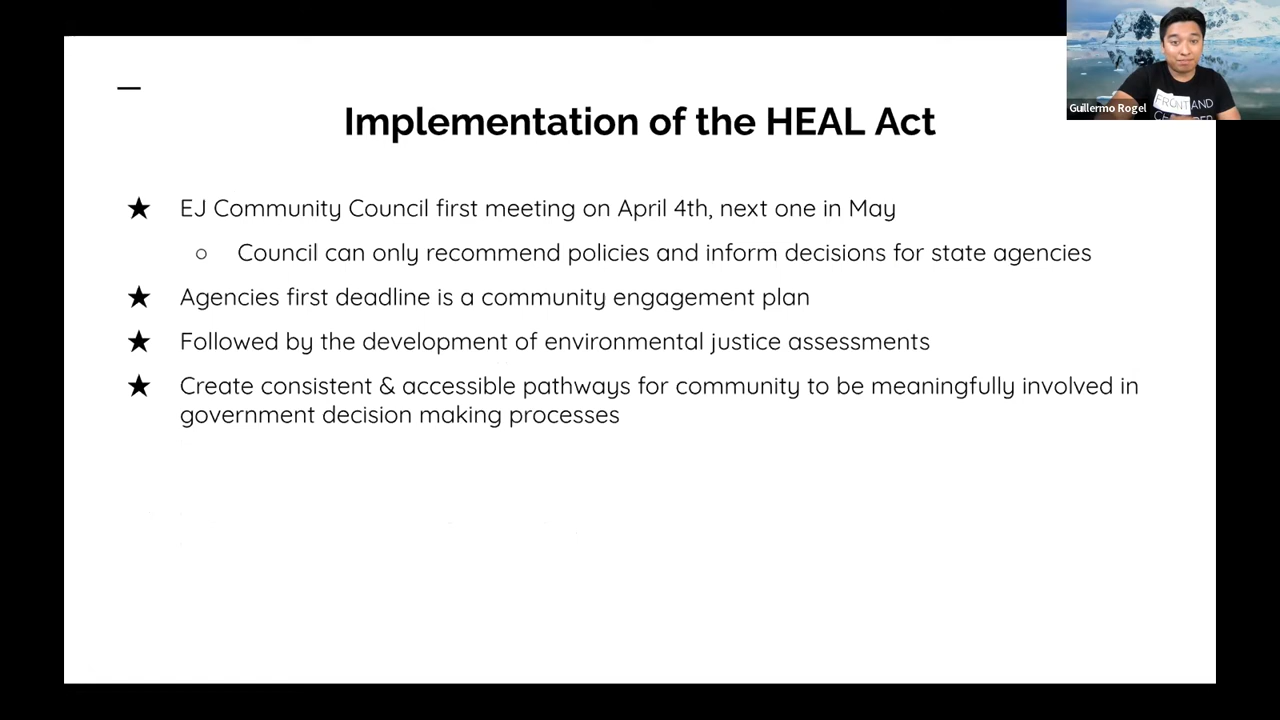 Implementation of the HEAL Act
★ EJ Community Council first meeting on April 4th, next one in May
○ Council can only recommend policies and inform decisions for state agencies
★ Agencies first deadline is a community engagement plan
★ Followed by the development of environmental justice assessments
★ Create consistent & accessible pathways for community to be meaningfully involved in
government decision making processes
Guillermo Rogel
FRONT AND